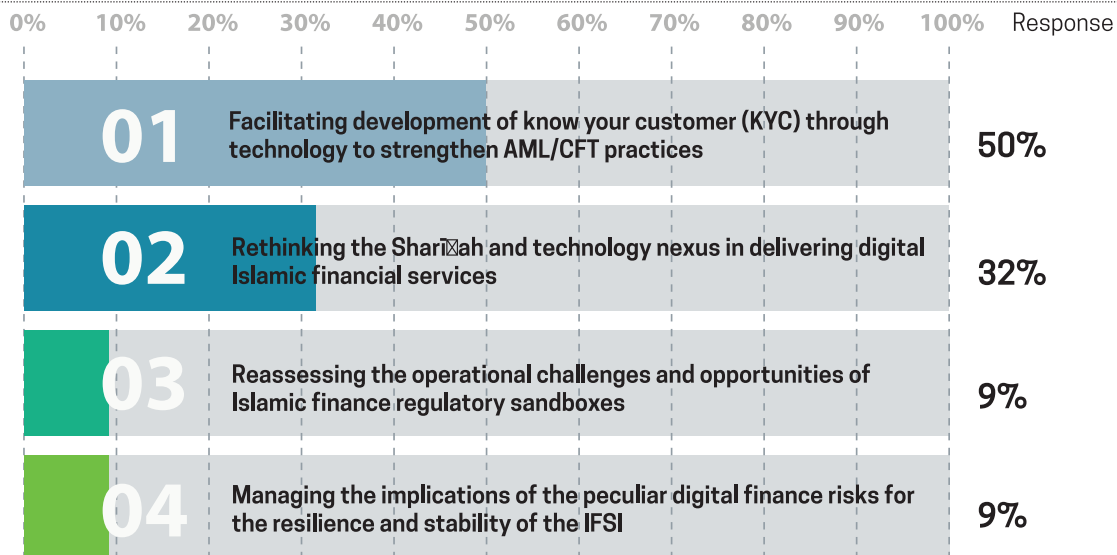 0% 10% 20% 30% 40% 50% 60% 70% 80% 90% 100% Response
01 Facilitating development of know your customer (KYC) through
technology to strengthen AML/CFT practices
50%
02 Rethinking the Sharī☒ah and technology nexus in delivering digital
Islamic financial services
32%
03 Reassessing the operational challenges and opportunities of
Islamic finance regulatory sandboxes
9%
04 Managing the implications of the peculiar digital finance risks for
the resilience and stability of the IFSI
9%